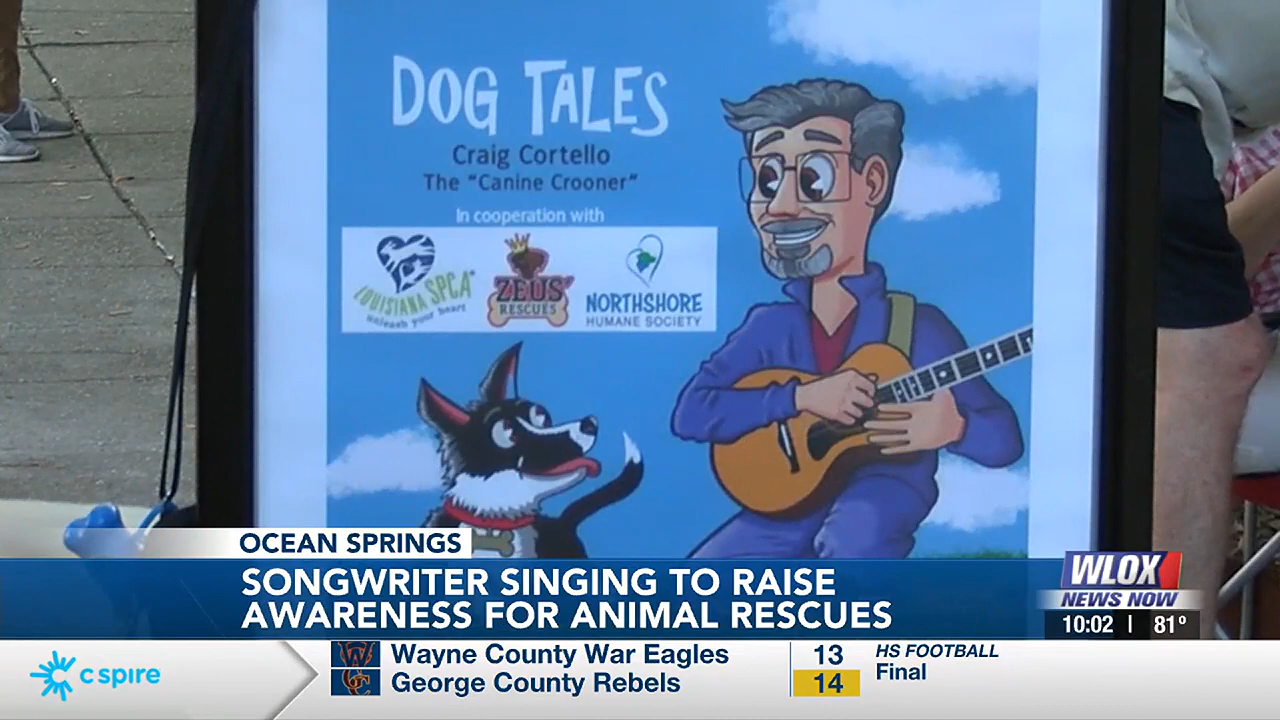 DOG TALES
Craig Cortello
The "Canine Crooner"
In cooperation with
LOUISIANA SPCA
unleash your heart
ZEUS'
RESCUES
NORTHSHORE
HUMANE SOCIETY
OCEAN SPRINGS
SONGWRITER SINGING TO RAISE
AWARENESS FOR ANIMAL RESCUES
WLOX
NEWS NOW
10:02 | 81°
c spire
Wayne County War Eagles 13
George County Rebels 14
HS FOOTBALL
Final